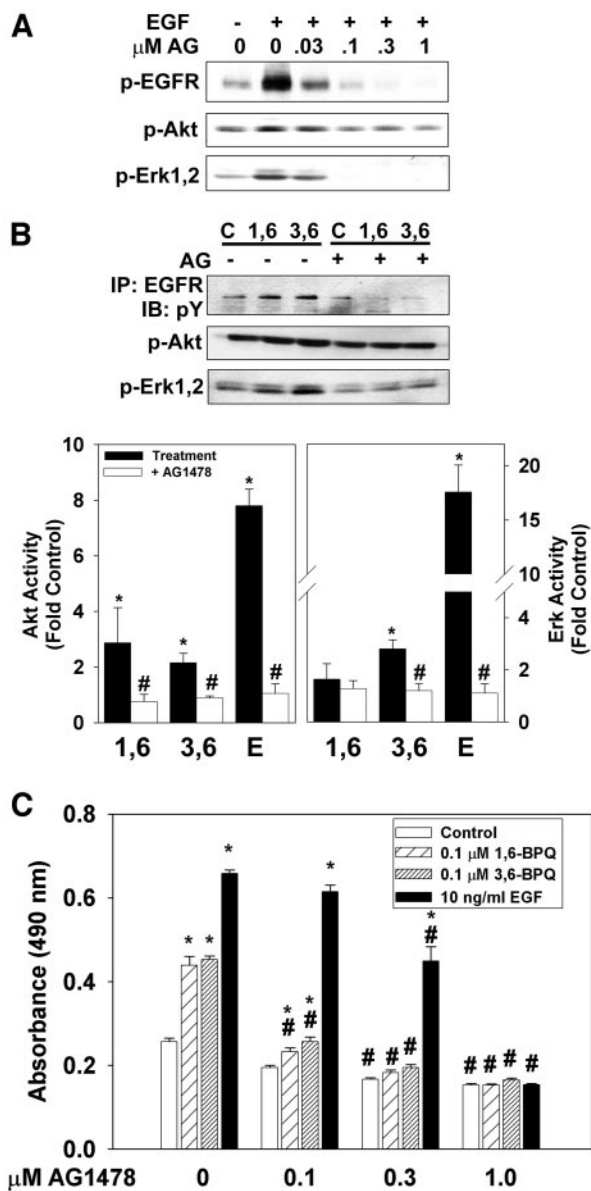 A
EGF - + + + + +
μM AG 0 0 .03 .1 .3 1
p-EGFR
p-Akt
p-Erk1,2
B
C 1,6 3,6 C 1,6 3,6
AG - - - + + +
IP: EGFR
IB: pY
p-Akt
p-Erk1,2
Akt Activity
(Fold Control)
10
8
6
4
2
0
Treatment
+ AG1478
* # * # * #
1,6 3,6 E
* # * #
1,6 3,6 E
20
15
10
4
2
0
Erk Activity
(Fold Control)
C
Absorbance (490 nm)
0.8
0.6
0.4
0.2
0.0
Control
0.1 μM 1,6-BPQ
0.1 μM 3,6-BPQ
10 ng/ml EGF
* * *
* * *
# #
*
# # # #
# # # #
μM AG1478 0 0.1 0.3 1.0